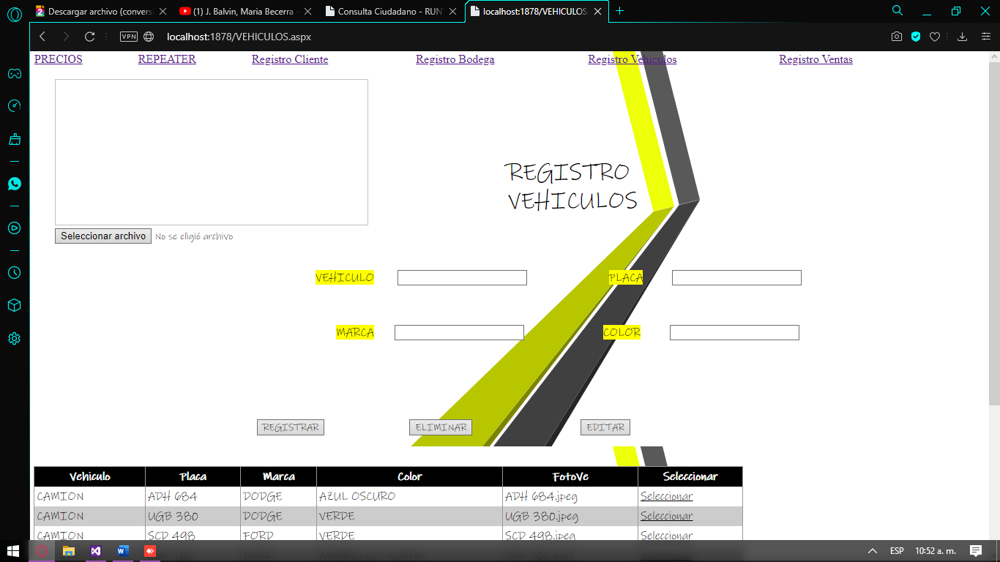 Descargar archivo (convers
(1) J. Balvin, Maria Becerra -
Consulta Ciudadano - RUN
localhost:1878/VEHICULOS.
VPN
localhost:1878/VEHICULOS.aspx
PRECIOS REPEATER Registro Cliente Registro Bodega Registro Vehiculos Registro Ventas
REGISTRO
VEHICULOS
Seleccionar archivo No se eligió archivo
VEHICULO PLACA
MARCA COLOR
REGISTRAR ELIMINAR EDITAR
Vehiculo Placa Marca Color FotoVe Seleccionar
CAMION ADH 684 DODGE AZUL OSCURO ADH 684.jpeg Seleccionar
CAMION UGB 380 DODGE VERDE UGB 380.jpeg Seleccionar
CAMION SCD 498 FORD VERDE SCD 498.jpeg Seleccionar
ESP 10:52 a. m.